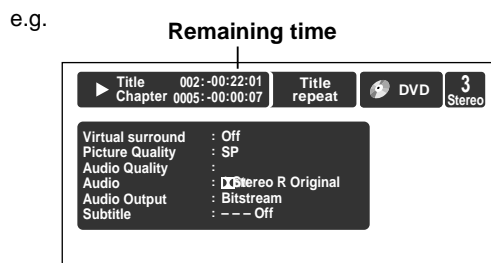 e.g.
Remaining time
Title 002:-00:22:01
Chapter 0005:-00:00:07
Title repeat
DVD
3
Stereo
Virtual surround : Off
Picture Quality : SP
Audio Quality :
Audio : Stereo R Original
Audio Output : Bitstream
Subtitle : – – – Off